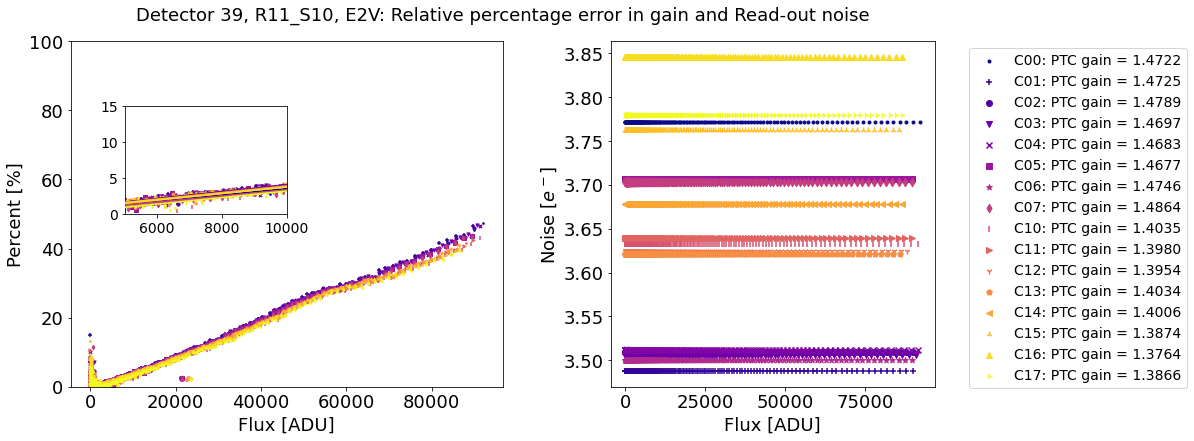 Detector 39, R11_S10, E2V: Relative percentage error in gain and Read-out noise
Percent [%]
100
80
60
40
20
0
15
10
5
0
6000 8000 10000
0 20000 40000 60000 80000
Flux [ADU]
Noise [e⁻]
3.85
3.80
3.75
3.70
3.65
3.60
3.55
3.50
0 25000 50000 75000
Flux [ADU]
C00: PTC gain = 1.4722
C01: PTC gain = 1.4725
C02: PTC gain = 1.4789
C03: PTC gain = 1.4697
C04: PTC gain = 1.4683
C05: PTC gain = 1.4677
C06: PTC gain = 1.4746
C07: PTC gain = 1.4864
C10: PTC gain = 1.4035
C11: PTC gain = 1.3980
C12: PTC gain = 1.3954
C13: PTC gain = 1.4034
C14: PTC gain = 1.4006
C15: PTC gain = 1.3874
C16: PTC gain = 1.3764
C17: PTC gain = 1.3866